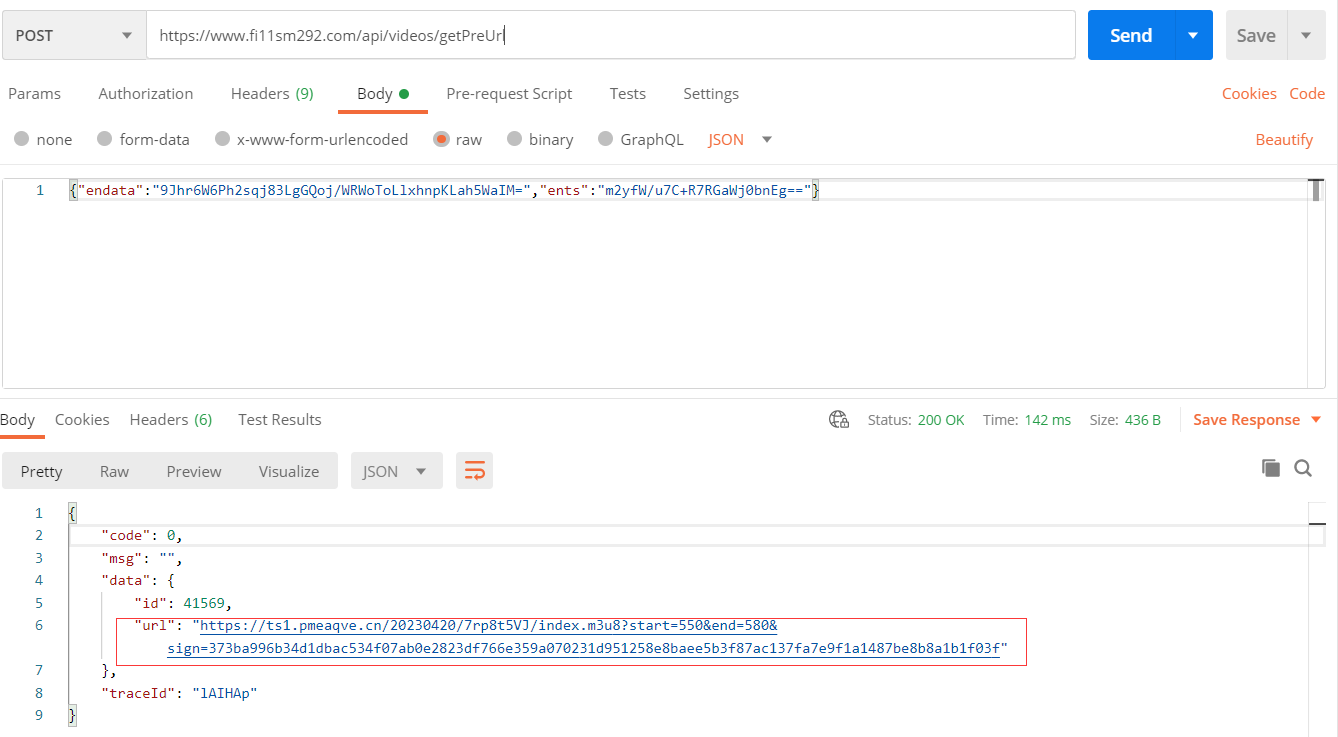 POST https://www.fi11sm292.com/api/videos/getPreUrl Send Save
Params Authorization Headers (9) Body Pre-request Script Tests Settings Cookies Code
none form-data x-www-form-urlencoded raw binary GraphQL JSON Beautify
1 {"endata":"9Jhr6W6Ph2sqj83LgGQoj/WRWoToLlxhnpKLah5WaIM=","ents":"m2yfW/u7C+R7RGaWj0bnEg=="}
Body Cookies Headers (6) Test Results Status: 200 OK Time: 142 ms Size: 436 B Save Response
Pretty Raw Preview Visualize JSON
1 {
2 "code": 0,
3 "msg": "",
4 "data": {
5 "id": 41569,
6 "url": "https://ts1.pmeaqve.cn/20230420/7rp8t5VJ/index.m3u8?start=550&end=580&
sign=373ba996b34d1dbac534f07ab0e2823df766e359a070231d951258e8baee5b3f87ac137fa7e9f1a1487be8b8a1b1f03f"
7 },
8 "traceId": "lAIHAp"
9 }